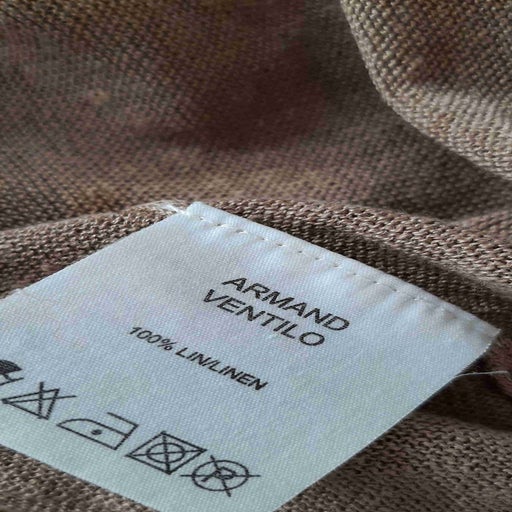 ARMAND
VENTILO
100% LIN/LINEN
P